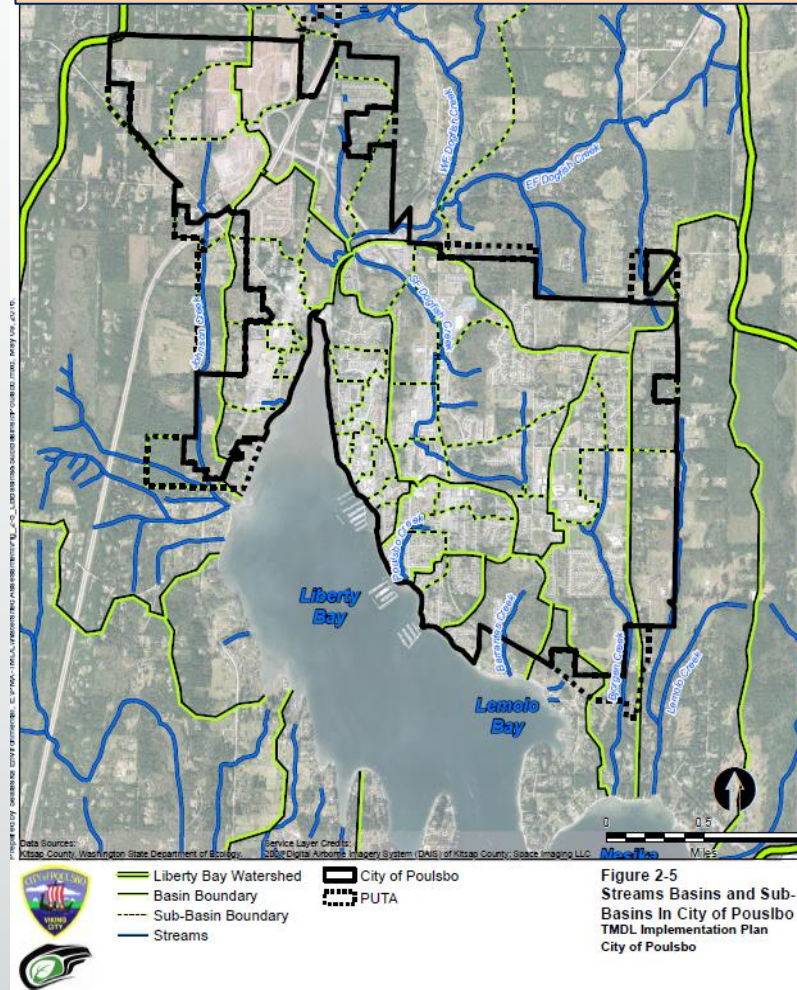 WF Dogfish Creek
EF Dogfish Creek
SF Dogfish Creek
Johnson Creek
Poulsbo Creek
Liberty
Bay
Barrantes Creek
Bjorgen Creek
Lemolo Creek
Lemolo
Bay
0 0.5
Miles
Nesika
Data Sources:
Kitsap County, Washington State Department of Ecology.
Service Layer Credits:
Digital Airborne Imagery System (DAIS) of Kitsap County: Space Imaging LLC
CITY of POULSBO
VIKING
CITY
Liberty Bay Watershed
Basin Boundary
Sub-Basin Boundary
Streams
City of Poulsbo
PUTA
Figure 2-5
Streams Basins and Sub-
Basins In City of Pouslbo
TMDL Implementation Plan
City of Poulsbo